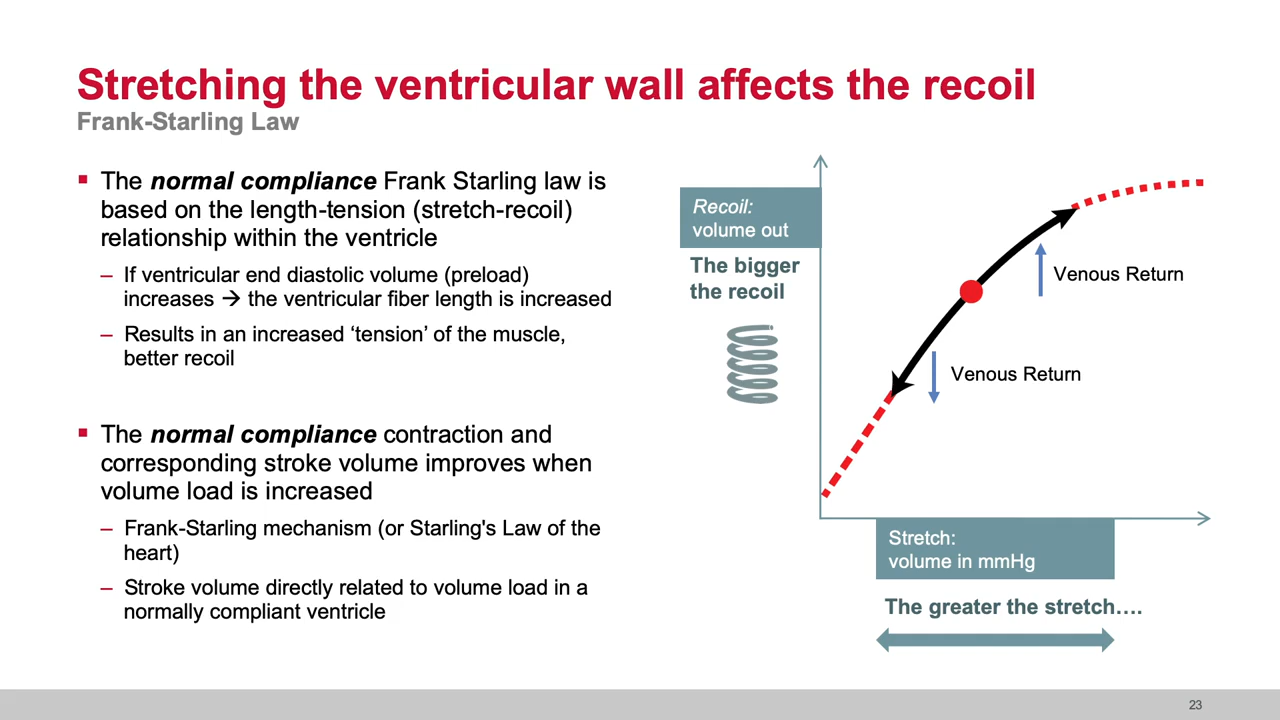 Stretching the ventricular wall affects the recoil
Frank-Starling Law
▪ The normal compliance Frank Starling law is
based on the length-tension (stretch-recoil)
relationship within the ventricle
– If ventricular end diastolic volume (preload)
increases → the ventricular fiber length is increased
– Results in an increased ‘tension’ of the muscle,
better recoil
▪ The normal compliance contraction and
corresponding stroke volume improves when
volume load is increased
– Frank-Starling mechanism (or Starling's Law of the
heart)
– Stroke volume directly related to volume load in a
normally compliant ventricle
Recoil:
volume out
The bigger
the recoil
Venous Return
Venous Return
Stretch:
volume in mmHg
The greater the stretch….
23